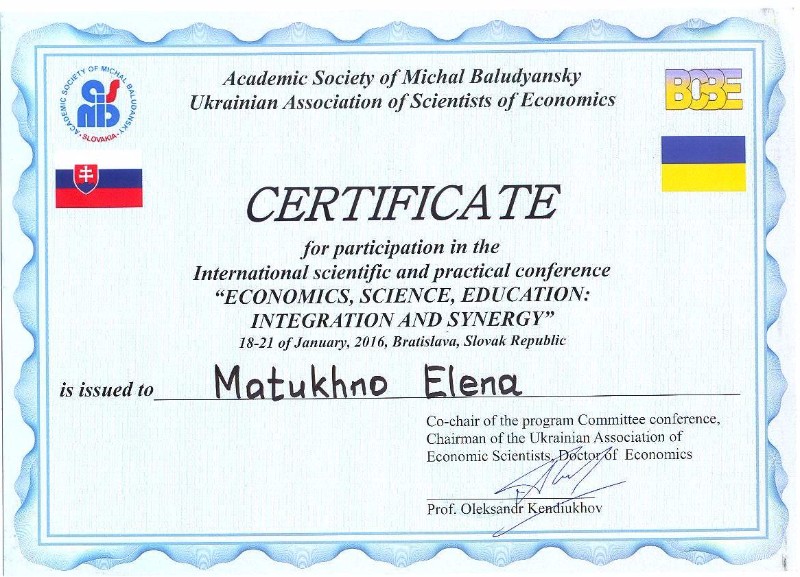 Academic Society of Michal Baludyansky
Ukrainian Association of Scientists of Economics
ACADEMIC SOCIETY OF MICHAL BALUDANSKY
SLOVAKIA
ВСВЕ
CERTIFICATE
for participation in the
International scientific and practical conference
“ECONOMICS, SCIENCE, EDUCATION:
INTEGRATION AND SYNERGY”
18-21 of January, 2016, Bratislava, Slovak Republic
is issued to Matukhno Elena
Co-chair of the program Committee conference,
Chairman of the Ukrainian Association of
Economic Scientists, Doctor of Economics
Prof. Oleksandr Kendiukhov